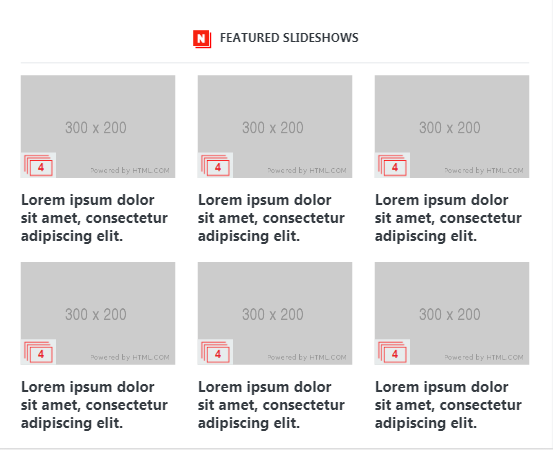 N FEATURED SLIDESHOWS
300 x 200
4
Powered by HTML.COM
300 x 200
4
Powered by HTML.COM
300 x 200
4
Powered by HTML.COM
Lorem ipsum dolor
sit amet, consectetur
adipiscing elit.
Lorem ipsum dolor
sit amet, consectetur
adipiscing elit.
Lorem ipsum dolor
sit amet, consectetur
adipiscing elit.
300 x 200
4
Powered by HTML.COM
300 x 200
4
Powered by HTML.COM
300 x 200
4
Powered by HTML.COM
Lorem ipsum dolor
sit amet, consectetur
adipiscing elit.
Lorem ipsum dolor
sit amet, consectetur
adipiscing elit.
Lorem ipsum dolor
sit amet, consectetur
adipiscing elit.